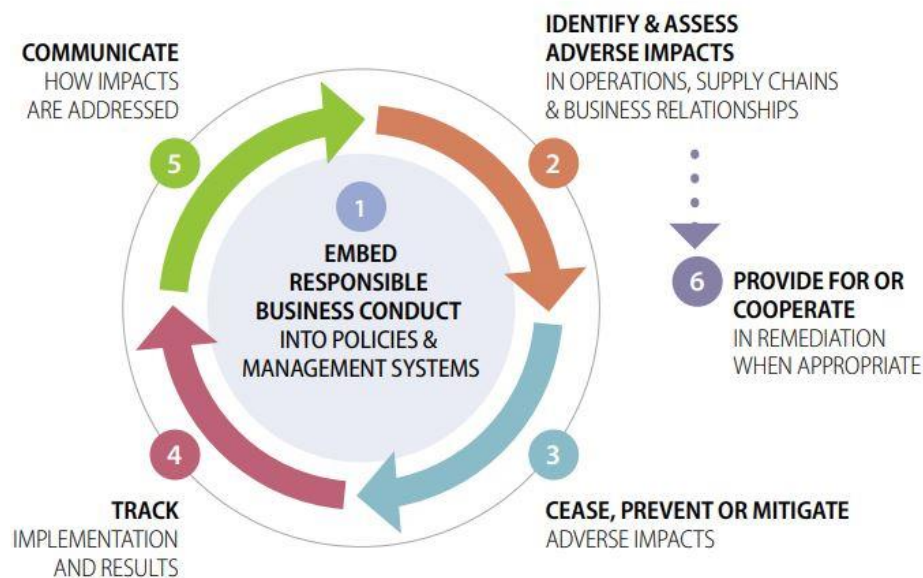 1
EMBED
RESPONSIBLE
BUSINESS CONDUCT
INTO POLICIES &
MANAGEMENT SYSTEMS
2
IDENTIFY & ASSESS
ADVERSE IMPACTS
IN OPERATIONS, SUPPLY CHAINS
& BUSINESS RELATIONSHIPS
3
CEASE, PREVENT OR MITIGATE
ADVERSE IMPACTS
4
TRACK
IMPLEMENTATION
AND RESULTS
5
COMMUNICATE
HOW IMPACTS
ARE ADDRESSED
6
PROVIDE FOR OR
COOPERATE
IN REMEDIATION
WHEN APPROPRIATE